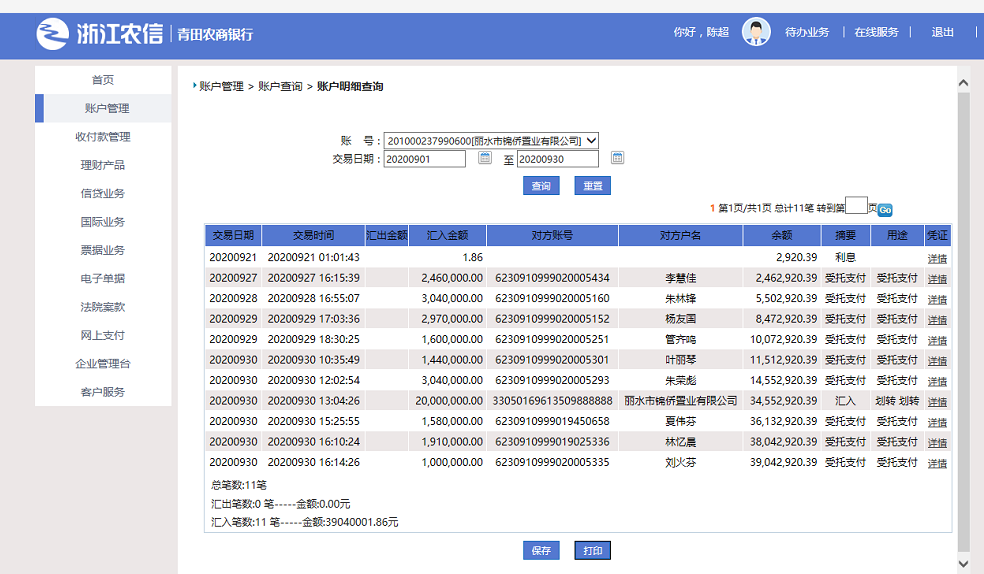 浙江农信 青田农商银行 你好，陈超 待办业务 | 在线服务 | 退出 |
首页
账户管理
收付款管理
理财产品
信贷业务
国际业务
票据业务
电子单据
法院案款
网上支付
企业管理台
客户服务
账户管理 > 账户查询 > 账户明细查询
账 号： 201000237990600[丽水市锦侨置业有限公司]
交易日期： 20200901 至 20200930
查询 重置
1 第1页/共1页 总计11笔 转到第 页 Go
交易日期 交易时间 汇出金额 汇入金额 对方账号 对方户名 余额 摘要 用途 凭证
20200921 20200921 01:01:43 1.86 2,920.39 利息 详情
20200927 20200927 16:15:39 2,460,000.00 6230910999020005434 李慧佳 2,462,920.39 受托支付 受托支付 详情
20200928 20200928 16:55:07 3,040,000.00 6230910999020005160 朱林锋 5,502,920.39 受托支付 受托支付 详情
20200929 20200929 17:03:36 2,970,000.00 6230910999020005152 杨友国 8,472,920.39 受托支付 受托支付 详情
20200929 20200929 18:30:25 1,600,000.00 6230910999020005251 管齐鸣 10,072,920.39 受托支付 受托支付 详情
20200930 20200930 10:35:49 1,440,000.00 6230910999020005301 叶丽琴 11,512,920.39 受托支付 受托支付 详情
20200930 20200930 12:02:54 3,040,000.00 6230910999020005293 朱荣彪 14,552,920.39 受托支付 受托支付 详情
20200930 20200930 13:04:26 20,000,000.00 33050169613509888888 丽水市锦侨置业有限公司 34,552,920.39 汇入 划转 划转 详情
20200930 20200930 15:25:55 1,580,000.00 6230910999019450658 夏伟芬 36,132,920.39 受托支付 受托支付 详情
20200930 20200930 16:10:24 1,910,000.00 6230910999019025336 林忆晨 38,042,920.39 受托支付 受托支付 详情
20200930 20200930 16:14:26 1,000,000.00 6230910999020005335 刘火芬 39,042,920.39 受托支付 受托支付 详情
总笔数:11笔
汇出笔数:0 笔-----金额:0.00元
汇入笔数:11 笔-----金额:39040001.86元
保存 打印